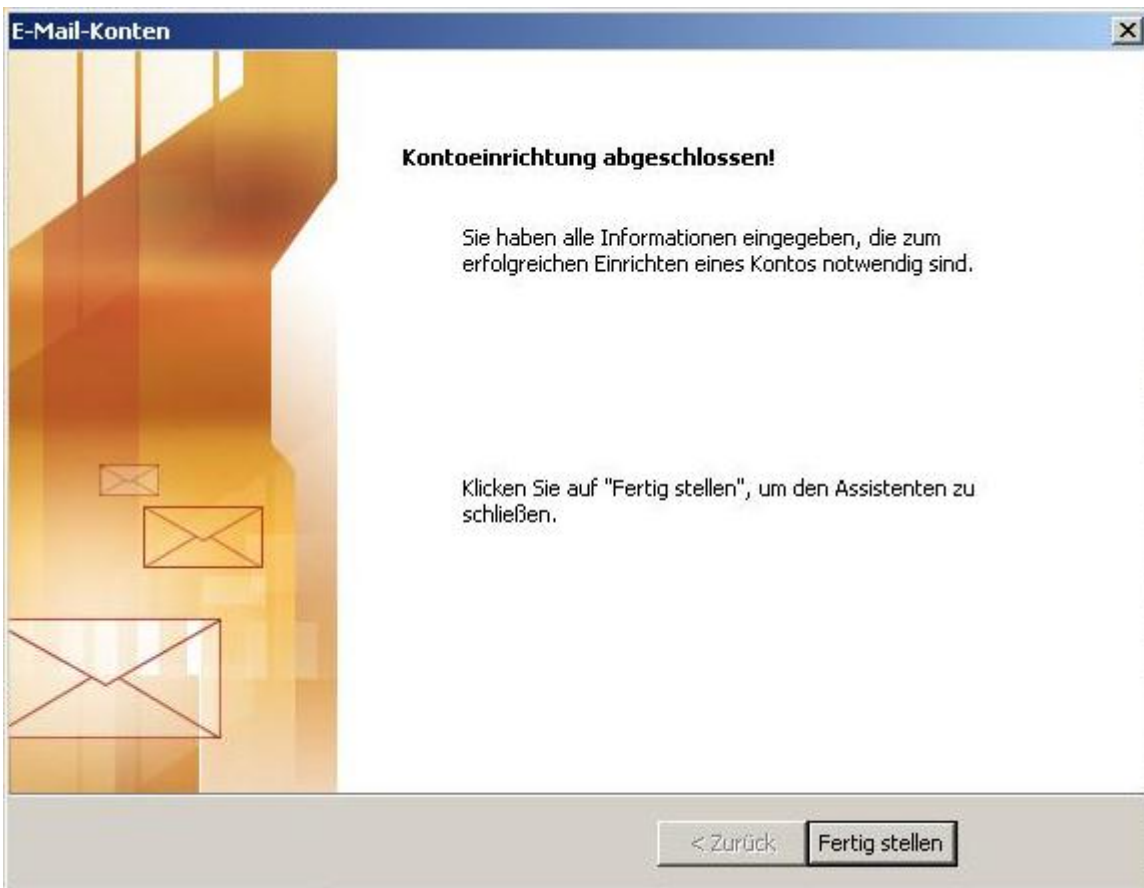 E-Mail-Konten
Kontoeinrichtung abgeschlossen!
Sie haben alle Informationen eingegeben, die zum
erfolgreichen Einrichten eines Kontos notwendig sind.
Klicken Sie auf "Fertig stellen", um den Assistenten zu
schließen.
< Zurück Fertig stellen